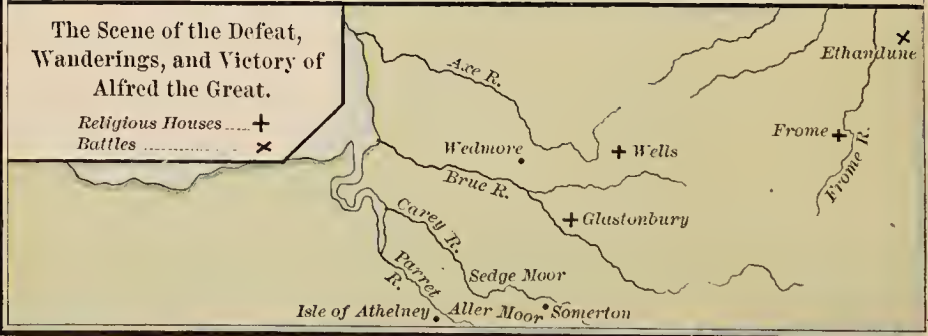 The Scene of the Defeat,
Wanderings, and Victory of
Alfred the Great.
Religious Houses ..... +
Battles .................. ×
Axe R.
Ethandune
Frome
Frome R.
Wedmore
Wells
Brue R.
Glastonbury
Carey R.
Parret
R.
Sedge Moor
Isle of Athelney
Aller Moor
Somerton